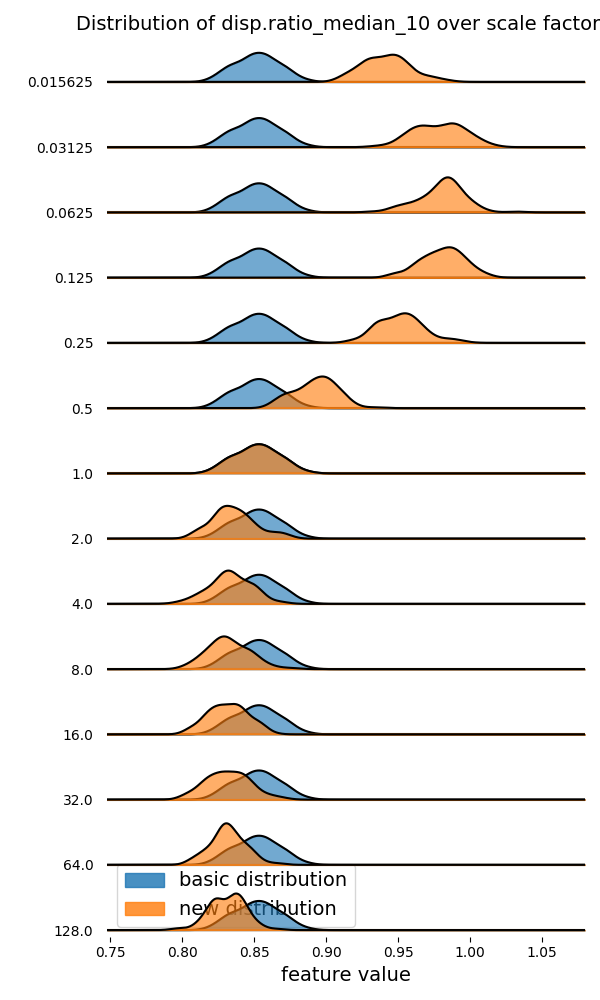 Distribution of disp.ratio_median_10 over scale factor
0.015625
0.03125
0.0625
0.125
0.25
0.5
1.0
2.0
4.0
8.0
16.0
32.0
64.0
basic distribution
new distribution
128.0
0.75 0.80 0.85 0.90 0.95 1.00 1.05
feature value